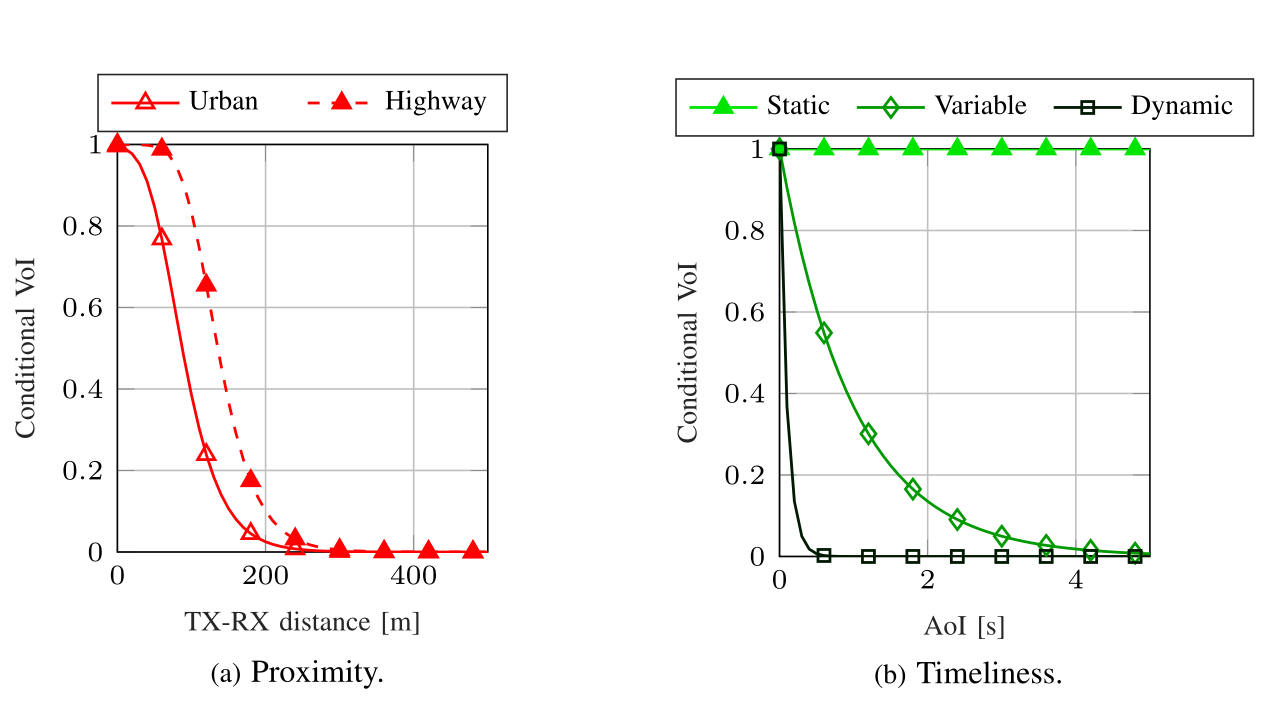 Urban Highway
1
0.8
0.6
0.4
0.2
0
0 200 400
Conditional VoI
TX-RX distance [m]
(a) Proximity.
Static Variable Dynamic
1
0.8
0.6
0.4
0.2
0
0 2 4
Conditional VoI
AoI [s]
(b) Timeliness.